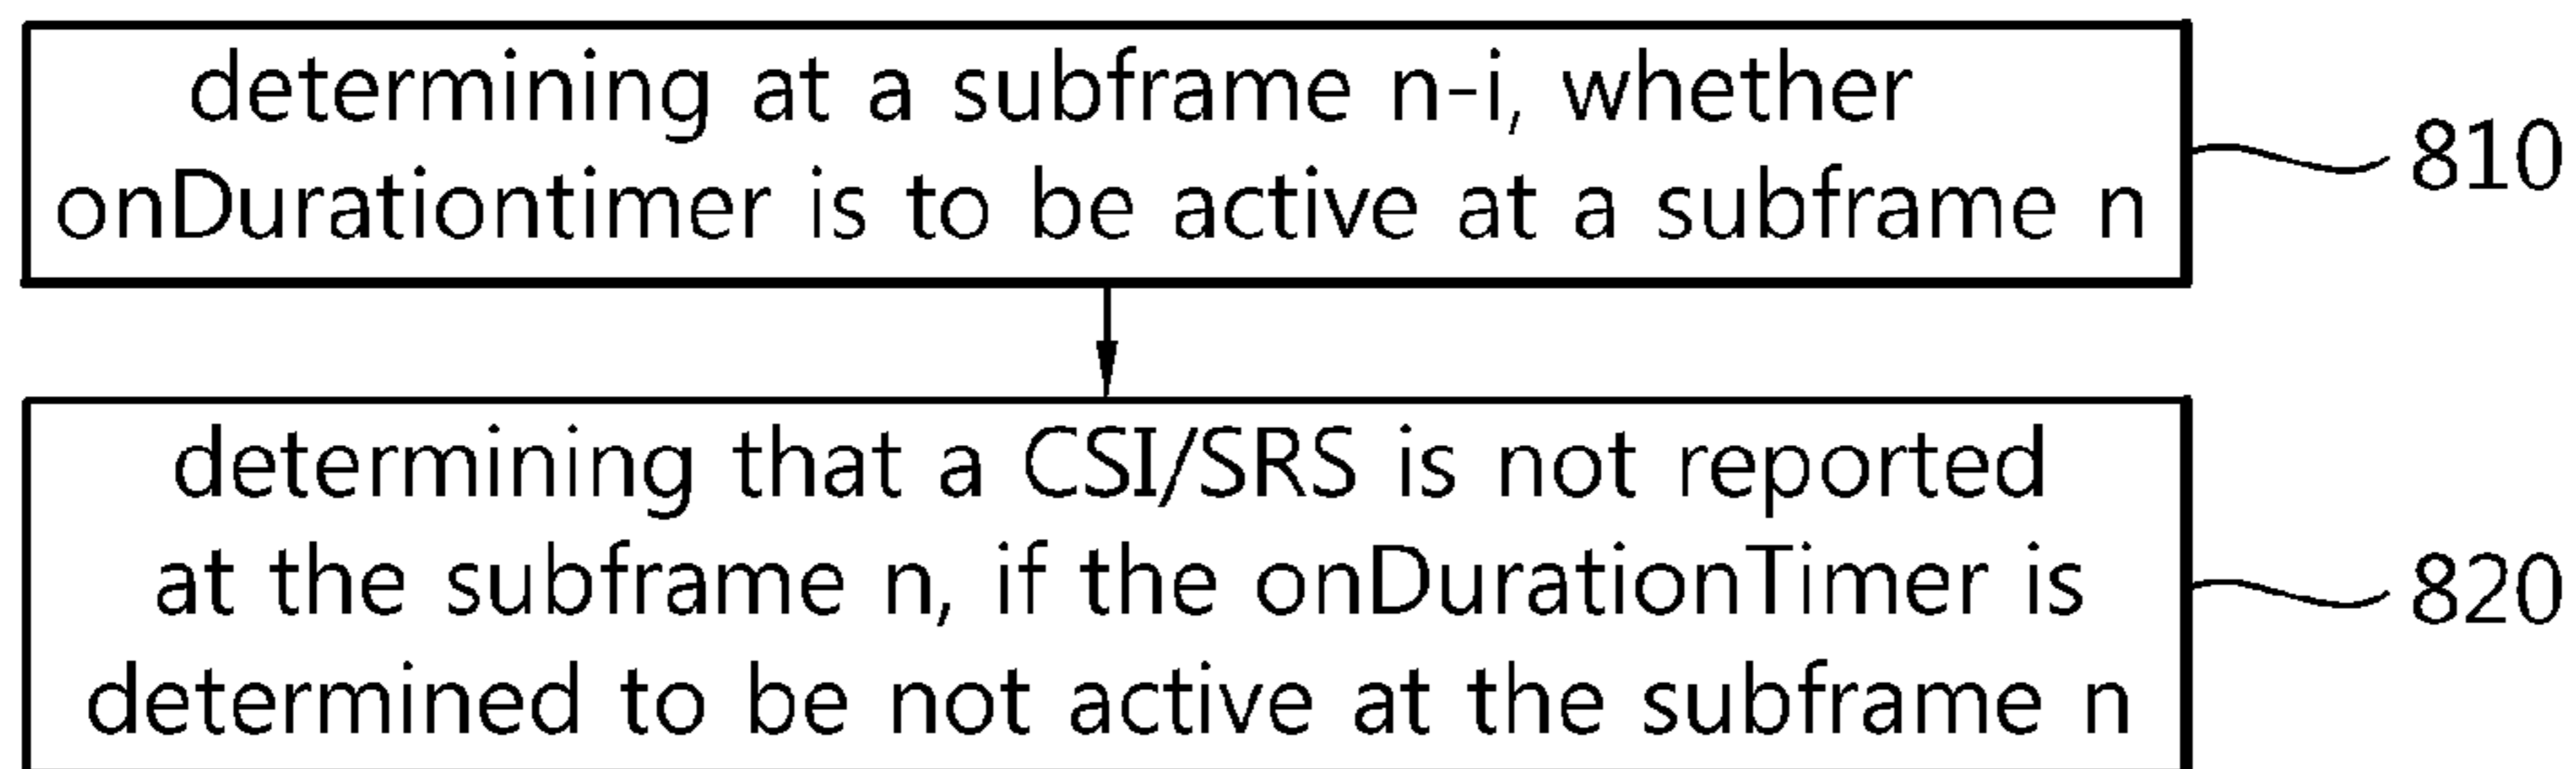 determining at a subframe n-i, whether
onDurationtimer is to be active at a subframe n
810
determining that a CSI/SRS is not reported
at the subframe n, if the onDurationTimer is
determined to be not active at the subframe n
820